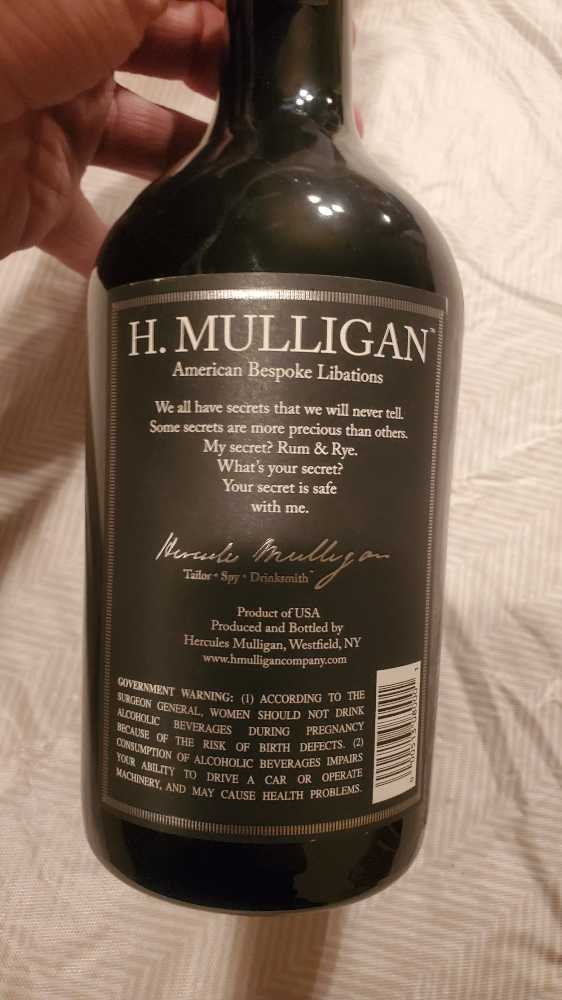 H. MULLIGAN™
American Bespoke Libations
We all have secrets that we will never tell.
Some secrets are more precious than others.
My secret? Rum & Rye.
What's your secret?
Your secret is safe
with me.
Hercules Mulligan
Tailor • Spy • Drinksmith™
Product of USA
Produced and Bottled by
Hercules Mulligan, Westfield, NY
www.hmulligancompany.com
GOVERNMENT WARNING: (1) ACCORDING TO THE
SURGEON GENERAL, WOMEN SHOULD NOT DRINK
ALCOHOLIC BEVERAGES DURING PREGNANCY
BECAUSE OF THE RISK OF BIRTH DEFECTS. (2)
CONSUMPTION OF ALCOHOLIC BEVERAGES IMPAIRS
YOUR ABILITY TO DRIVE A CAR OR OPERATE
MACHINERY, AND MAY CAUSE HEALTH PROBLEMS.